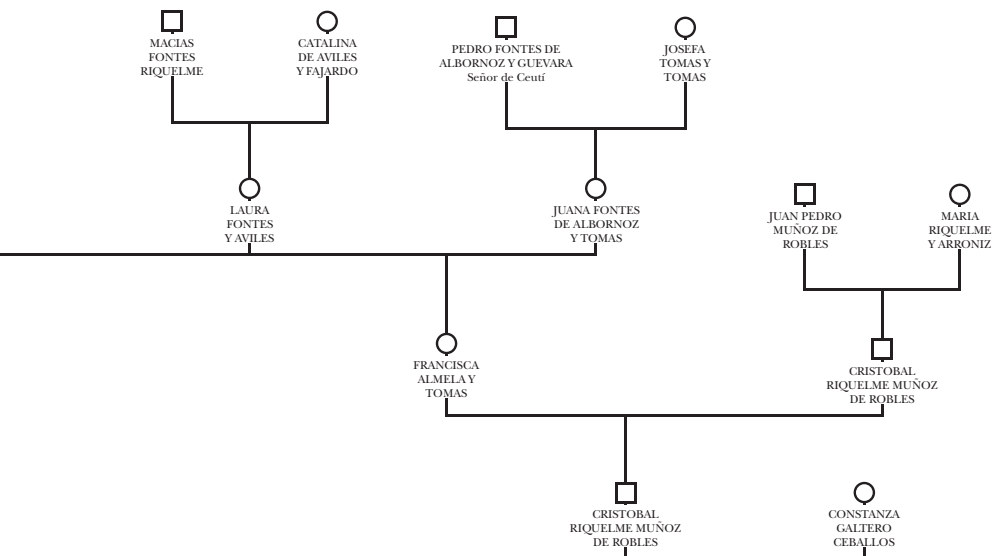 MACIAS
FONTES
RIQUELME
CATALINA
DE AVILES
Y FAJARDO
PEDRO FONTES DE
ALBORNOZ Y GUEVARA
Señor de Ceutí
JOSEFA
TOMAS Y
TOMAS
LAURA
FONTES
Y AVILES
JUANA FONTES
DE ALBORNOZ
Y TOMAS
JUAN PEDRO
MUÑOZ DE
ROBLES
MARIA
RIQUELME
Y ARRONIZ
FRANCISCA
ALMELA Y
TOMAS
CRISTOBAL
RIQUELME MUÑOZ
DE ROBLES
CRISTOBAL
RIQUELME MUÑOZ
DE ROBLES
CONSTANZA
GALTERO
CEBALLOS